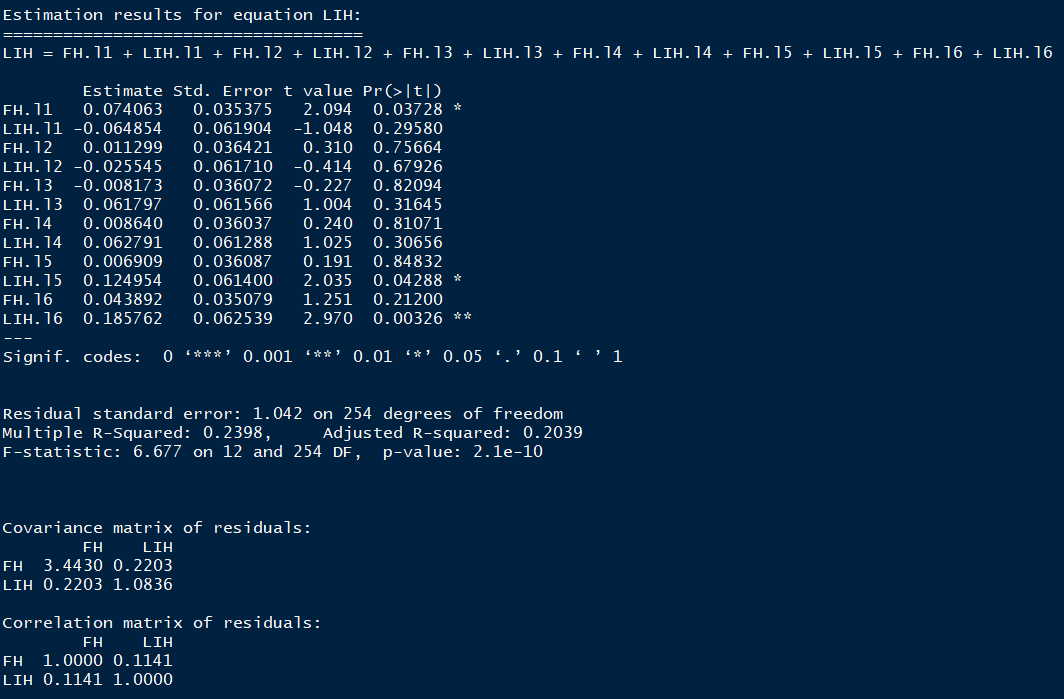 Estimation results for equation LIH:
====================================
LIH = FH.l1 + LIH.l1 + FH.l2 + LIH.l2 + FH.l3 + LIH.l3 + FH.l4 + LIH.l4 + FH.l5 + LIH.l5 + FH.l6 + LIH.l6
Estimate Std. Error t value Pr(>|t|)
FH.l1 0.074063 0.035375 2.094 0.03728 *
LIH.l1 -0.064854 0.061904 -1.048 0.29580
FH.l2 0.011299 0.036421 0.310 0.75664
LIH.l2 -0.025545 0.061710 -0.414 0.67926
FH.l3 -0.008173 0.036072 -0.227 0.82094
LIH.l3 0.061797 0.061566 1.004 0.31645
FH.l4 0.008640 0.036037 0.240 0.81071
LIH.l4 0.062791 0.061288 1.025 0.30656
FH.l5 0.006909 0.036087 0.191 0.84832
LIH.l5 0.124954 0.061400 2.035 0.04288 *
FH.l6 0.043892 0.035079 1.251 0.21200
LIH.l6 0.185762 0.062539 2.970 0.00326 **
---
Signif. codes: 0 ‘***’ 0.001 ‘**’ 0.01 ‘*’ 0.05 ‘.’ 0.1 ‘ ’ 1
Residual standard error: 1.042 on 254 degrees of freedom
Multiple R-Squared: 0.2398, Adjusted R-squared: 0.2039
F-statistic: 6.677 on 12 and 254 DF, p-value: 2.1e-10
Covariance matrix of residuals:
FH LIH
FH 3.4430 0.2203
LIH 0.2203 1.0836
Correlation matrix of residuals:
FH LIH
FH 1.0000 0.1141
LIH 0.1141 1.0000